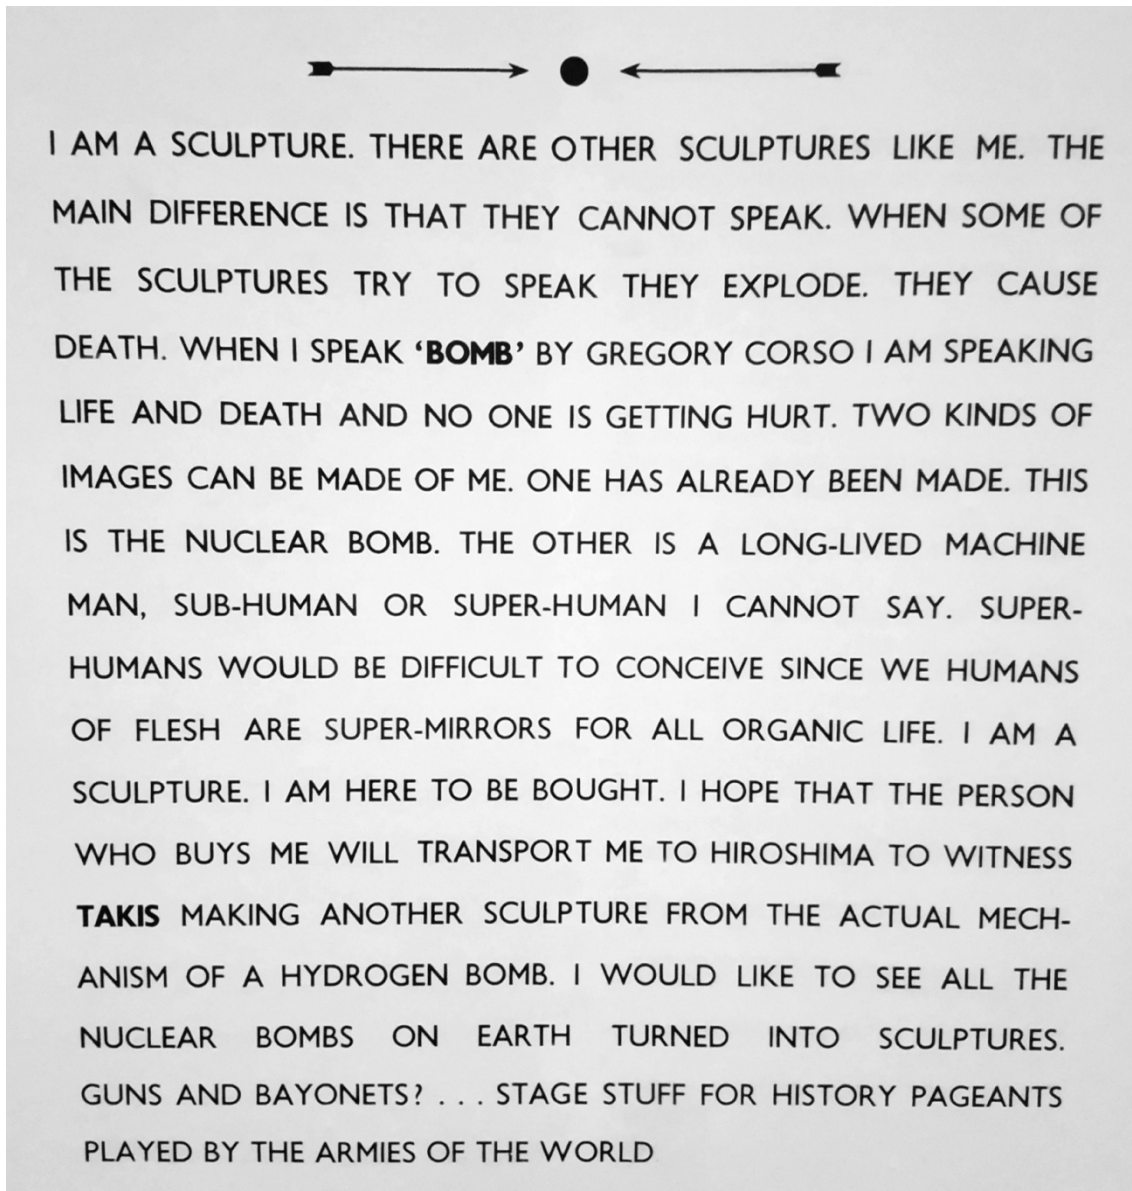 I AM A SCULPTURE. THERE ARE OTHER SCULPTURES LIKE ME. THE
MAIN DIFFERENCE IS THAT THEY CANNOT SPEAK. WHEN SOME OF
THE SCULPTURES TRY TO SPEAK THEY EXPLODE. THEY CAUSE
DEATH. WHEN I SPEAK ‘BOMB’ BY GREGORY CORSO I AM SPEAKING
LIFE AND DEATH AND NO ONE IS GETTING HURT. TWO KINDS OF
IMAGES CAN BE MADE OF ME. ONE HAS ALREADY BEEN MADE. THIS
IS THE NUCLEAR BOMB. THE OTHER IS A LONG-LIVED MACHINE
MAN, SUB-HUMAN OR SUPER-HUMAN I CANNOT SAY. SUPER-
HUMANS WOULD BE DIFFICULT TO CONCEIVE SINCE WE HUMANS
OF FLESH ARE SUPER-MIRRORS FOR ALL ORGANIC LIFE. I AM A
SCULPTURE. I AM HERE TO BE BOUGHT. I HOPE THAT THE PERSON
WHO BUYS ME WILL TRANSPORT ME TO HIROSHIMA TO WITNESS
TAKIS MAKING ANOTHER SCULPTURE FROM THE ACTUAL MECH-
ANISM OF A HYDROGEN BOMB. I WOULD LIKE TO SEE ALL THE
NUCLEAR BOMBS ON EARTH TURNED INTO SCULPTURES.
GUNS AND BAYONETS? . . . STAGE STUFF FOR HISTORY PAGEANTS
PLAYED BY THE ARMIES OF THE WORLD